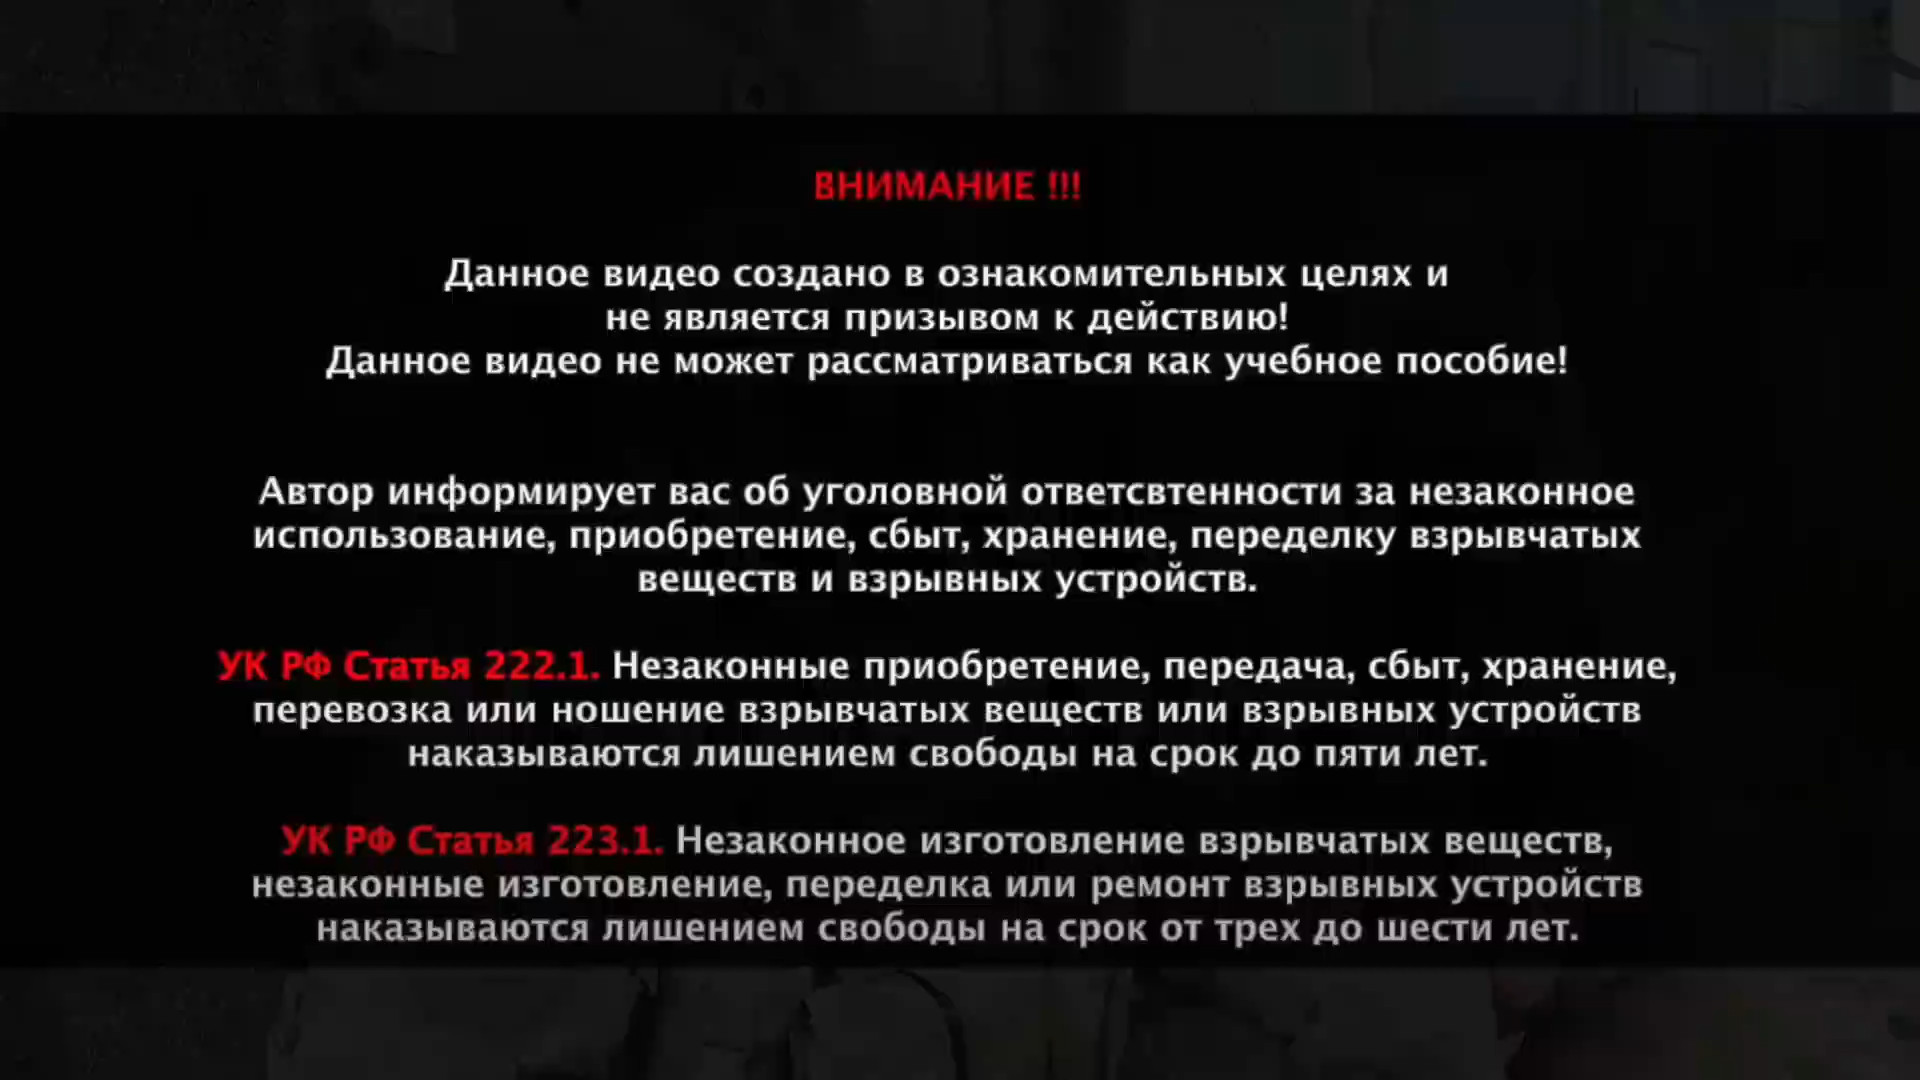 ВНИМАНИЕ !!!
Данное видео создано в ознакомительных целях и
не является призывом к действию!
Данное видео не может рассматриваться как учебное пособие!
Автор информирует вас об уголовной ответсвтенности за незаконное
использование, приобретение, сбыт, хранение, переделку взрывчатых
веществ и взрывных устройств.
УК РФ Статья 222.1. Незаконные приобретение, передача, сбыт, хранение,
перевозка или ношение взрывчатых веществ или взрывных устройств
наказываются лишением свободы на срок до пяти лет.
УК РФ Статья 223.1. Незаконное изготовление взрывчатых веществ,
незаконные изготовление, переделка или ремонт взрывных устройств
наказываются лишением свободы на срок от трех до шести лет.